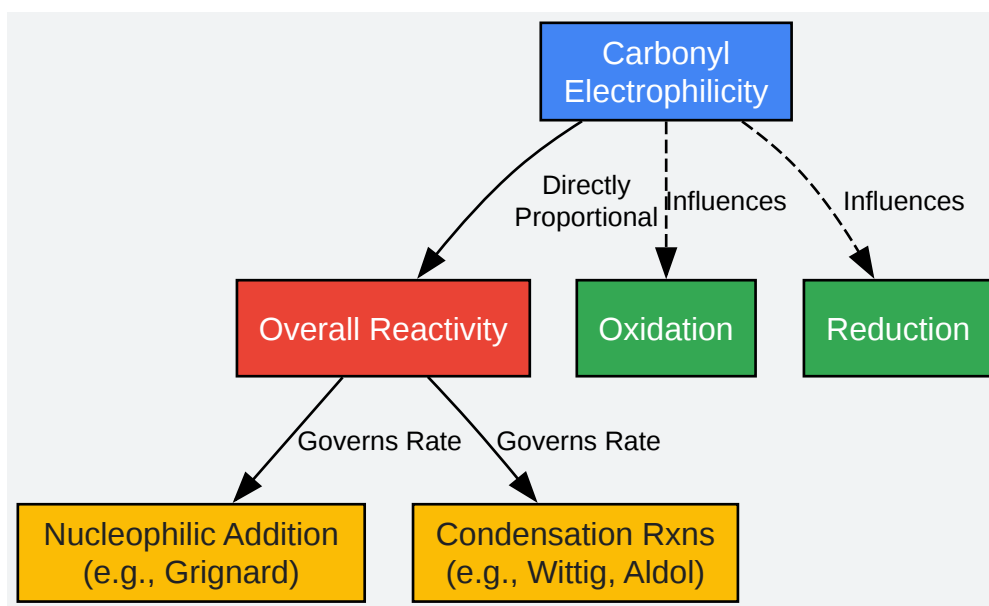 Carbonyl
Electrophilicity
Directly
Proportional
Influences
Influences
Overall Reactivity
Oxidation
Reduction
Governs Rate
Governs Rate
Nucleophilic Addition
(e.g., Grignard)
Condensation Rxns
(e.g., Wittig, Aldol)